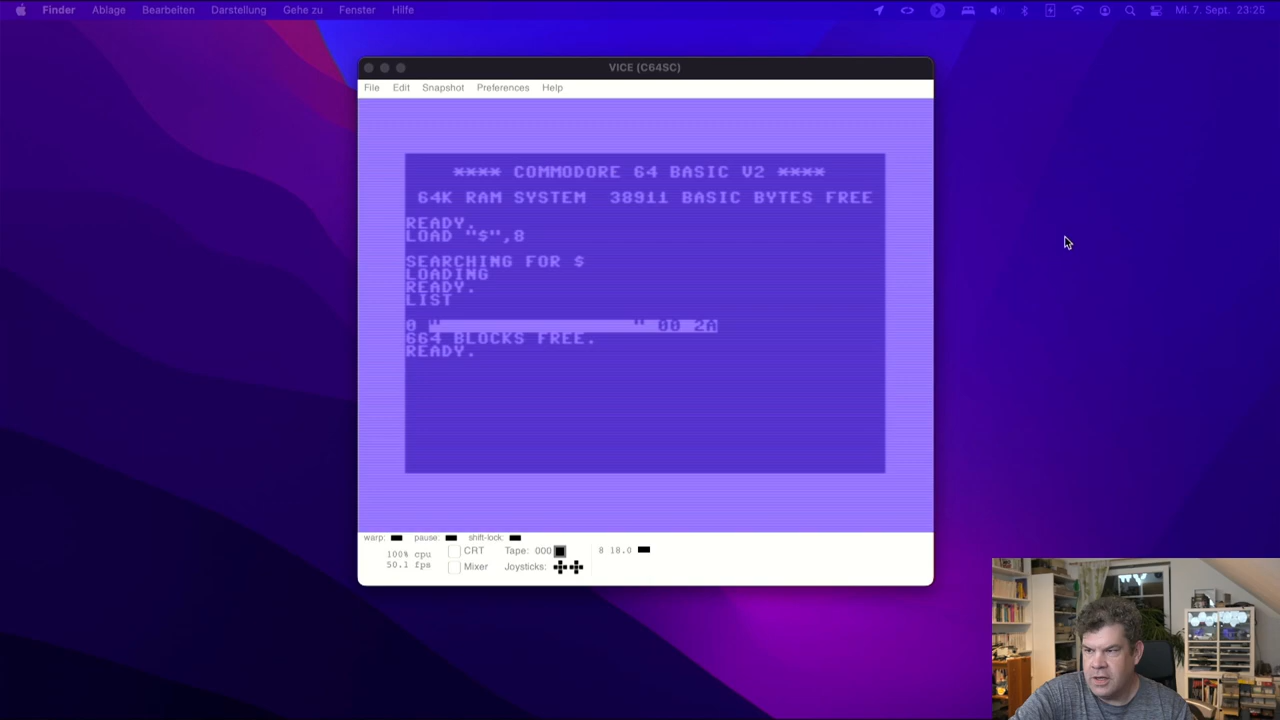 Finder Ablage Bearbeiten Darstellung Gehe zu Fenster Hilfe Mi. 7. Sept. 23:25
VICE (C64SC)
File Edit Snapshot Preferences Help
**** COMMODORE 64 BASIC V2 ****
64K RAM SYSTEM 38911 BASIC BYTES FREE
READY.
LOAD "$",8
SEARCHING FOR $
LOADING
READY.
LIST
0 "                " 00 2A
664 BLOCKS FREE.
READY.
warp: pause: shift-lock:
100% cpu CRT Tape: 000 8 18.0
50.1 fps Mixer Joysticks: